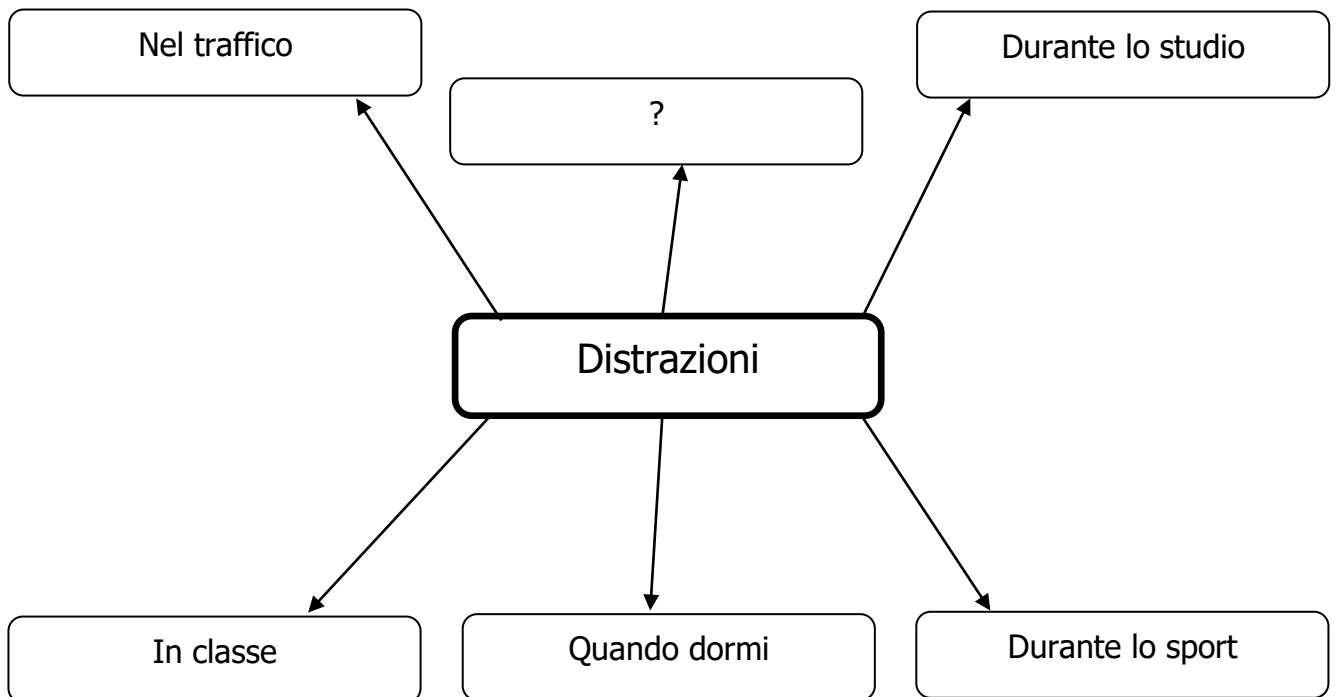 Nel traffico
?
Durante lo studio
Distrazioni
In classe
Quando dormi
Durante lo sport